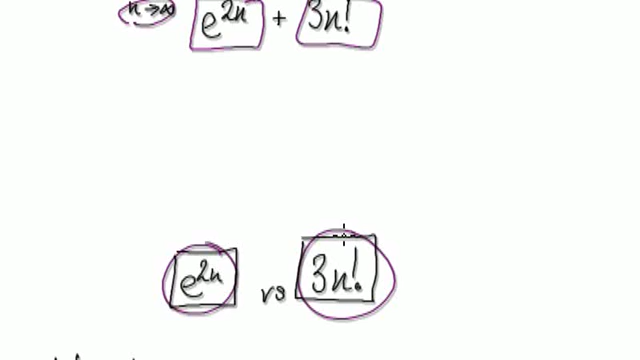 n→∞ e^{2n} + 3n!
e^{2n} vs 3n!